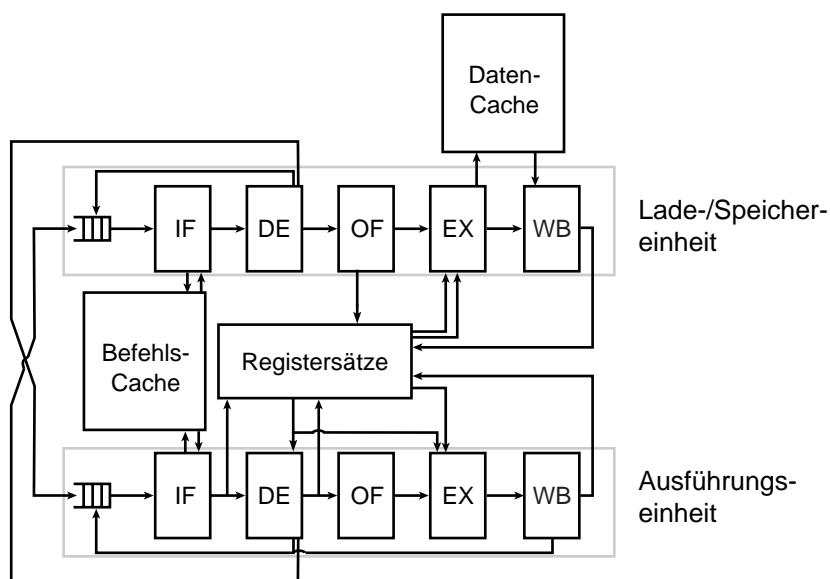 Daten-
Cache
IF
DE
OF
EX
WB
Lade-/Speicher-
einheit
Befehls-
Cache
Registersätze
IF
DE
OF
EX
WB
Ausführungs-
einheit